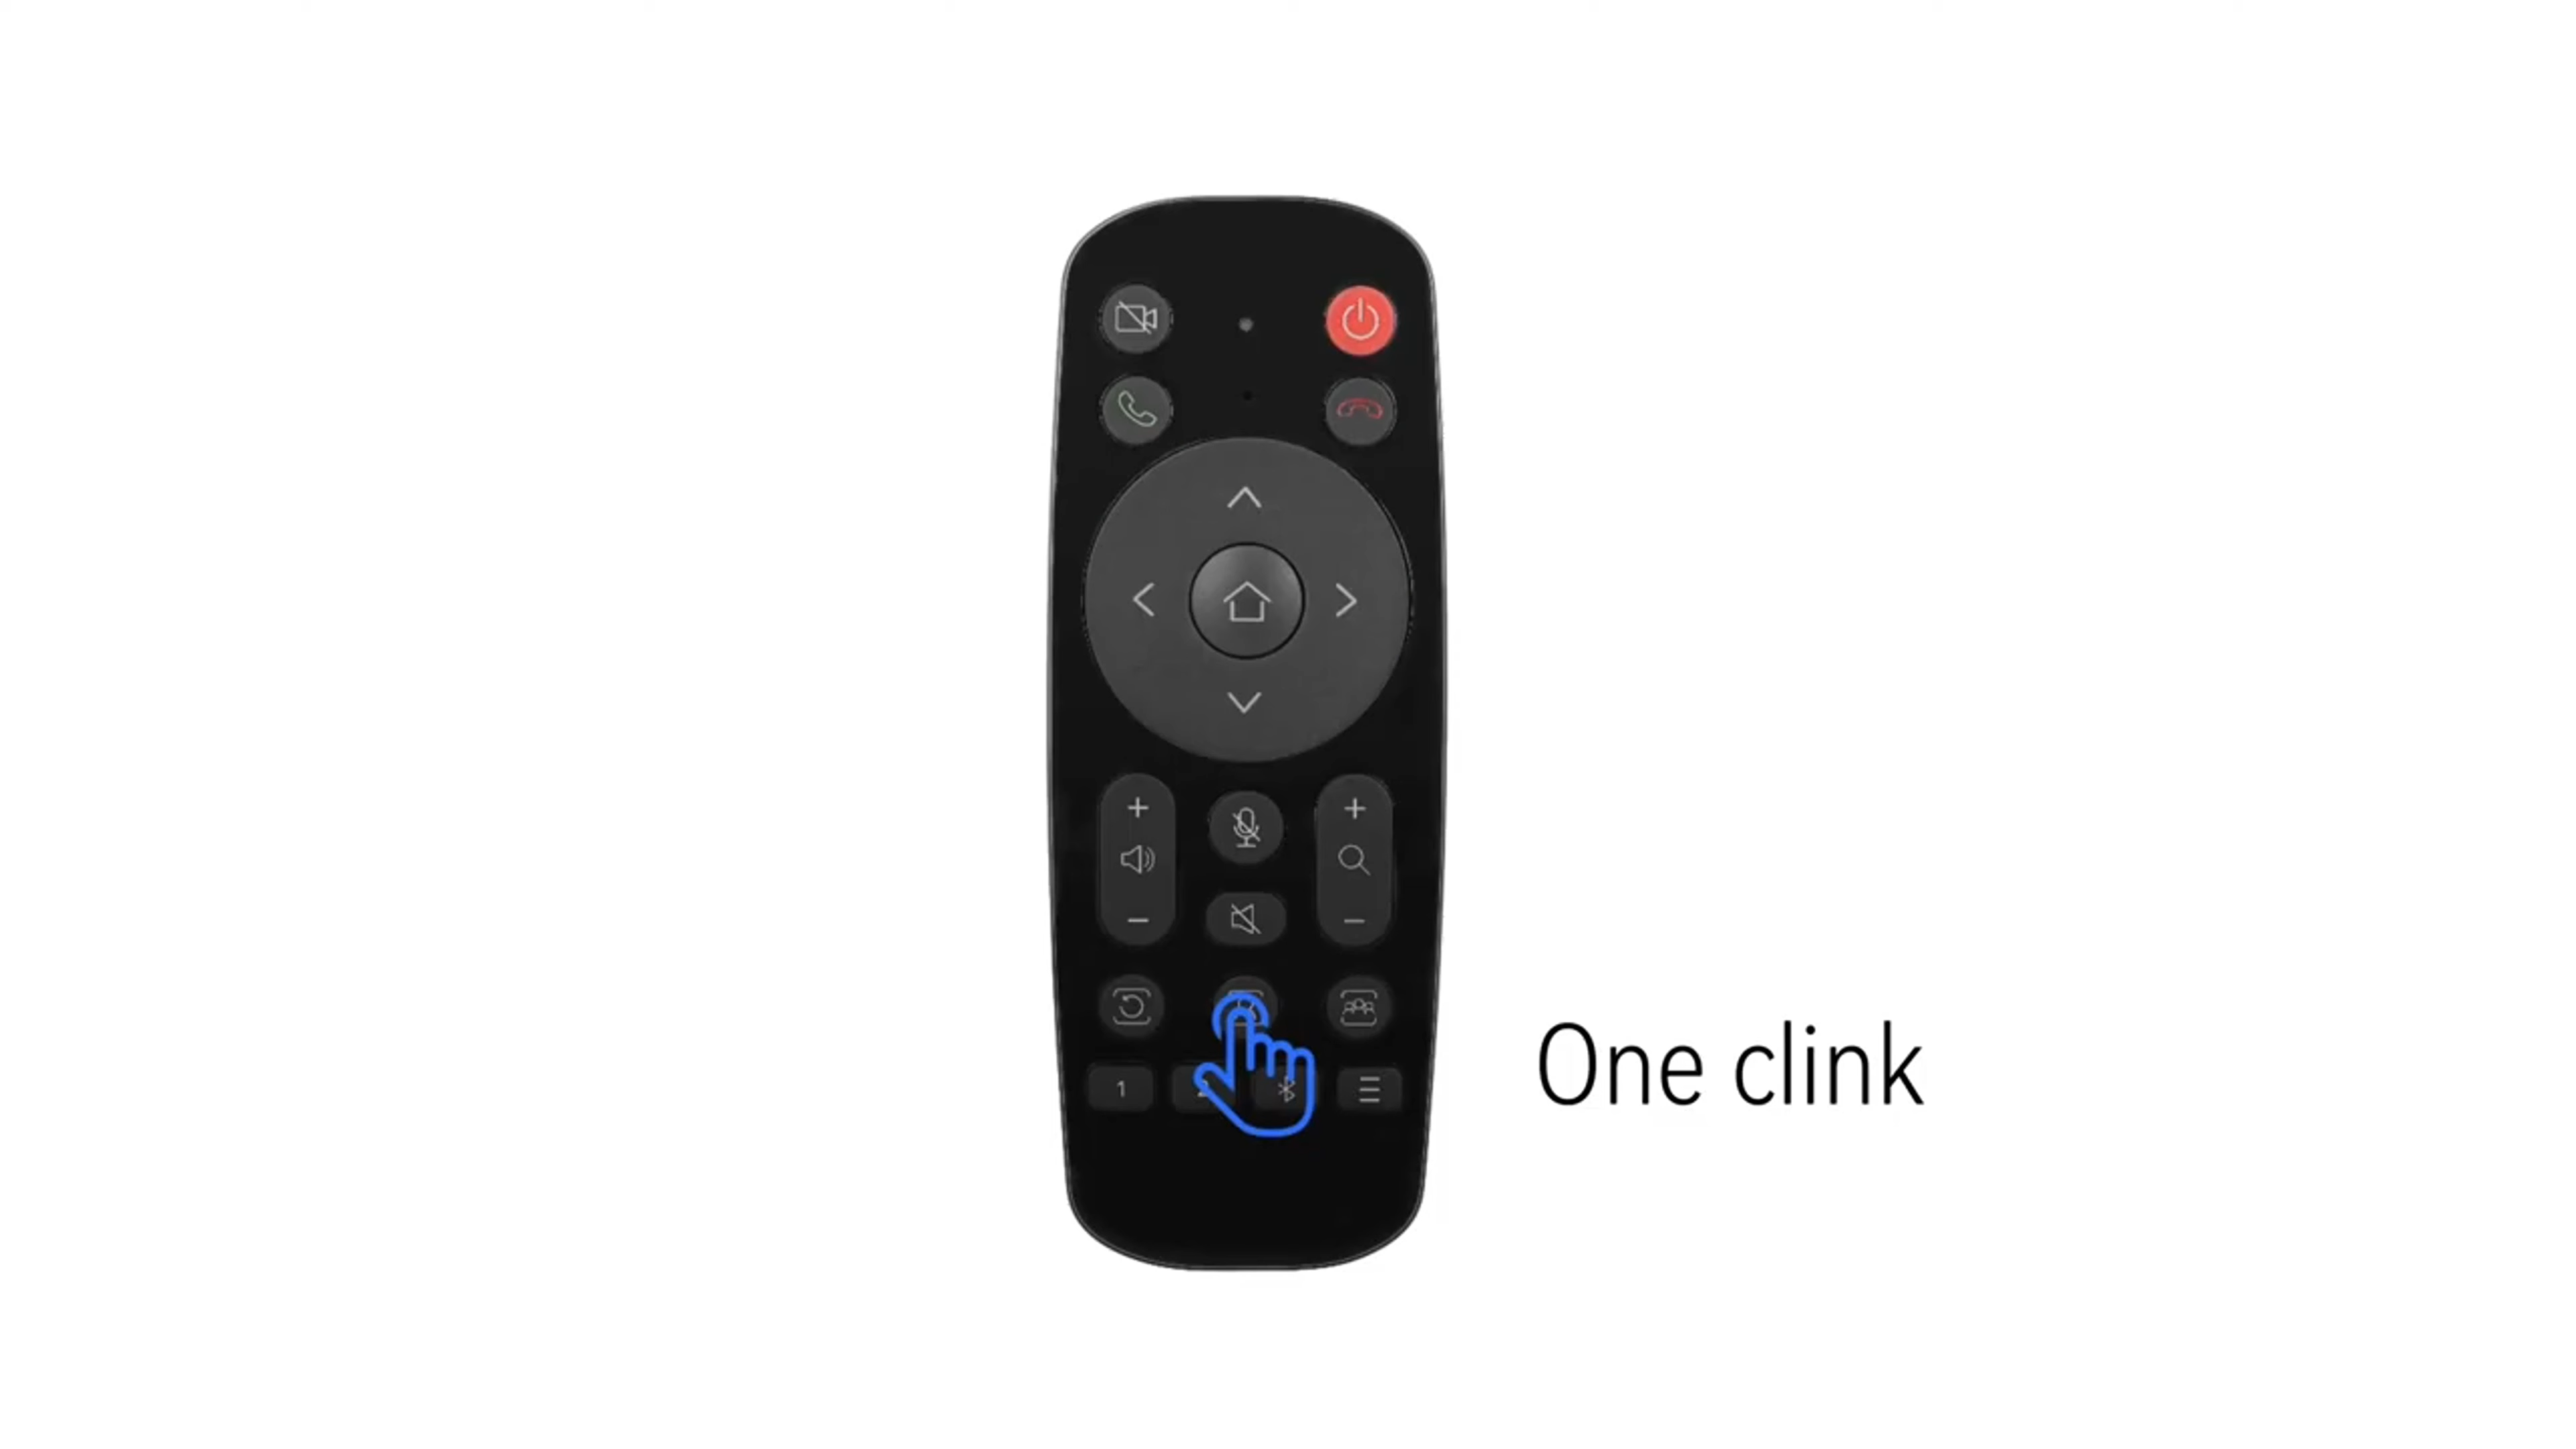 + +
- -
1
One clink